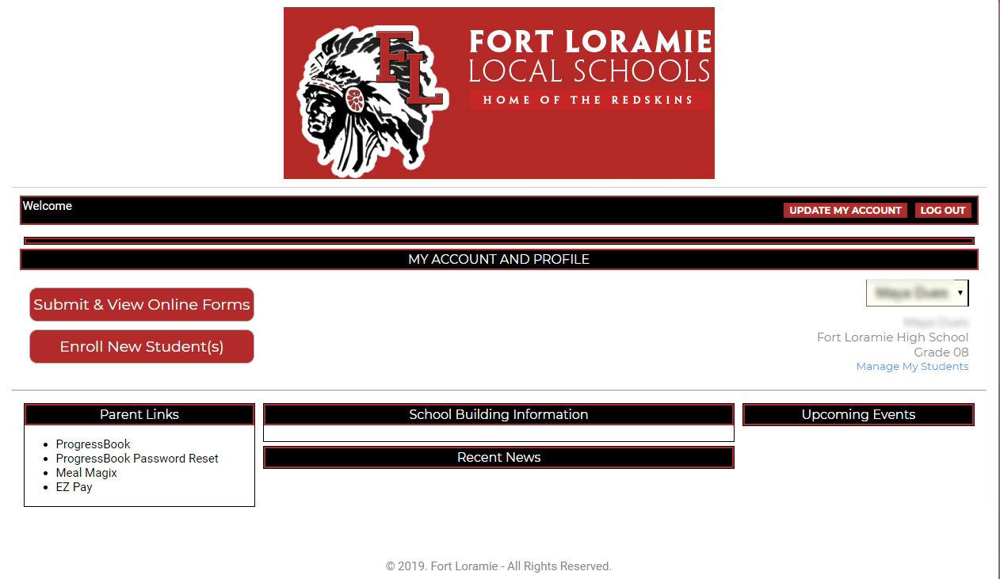 FL
FORT LORAMIE
LOCAL SCHOOLS
HOME OF THE REDSKINS
Welcome
UPDATE MY ACCOUNT
LOG OUT
MY ACCOUNT AND PROFILE
Submit & View Online Forms
Enroll New Student(s)
Fort Loramie High School
Grade 08
Manage My Students
Parent Links
ProgressBook
ProgressBook Password Reset
Meal Magix
EZ Pay
School Building Information
Recent News
Upcoming Events
© 2019. Fort Loramie - All Rights Reserved.